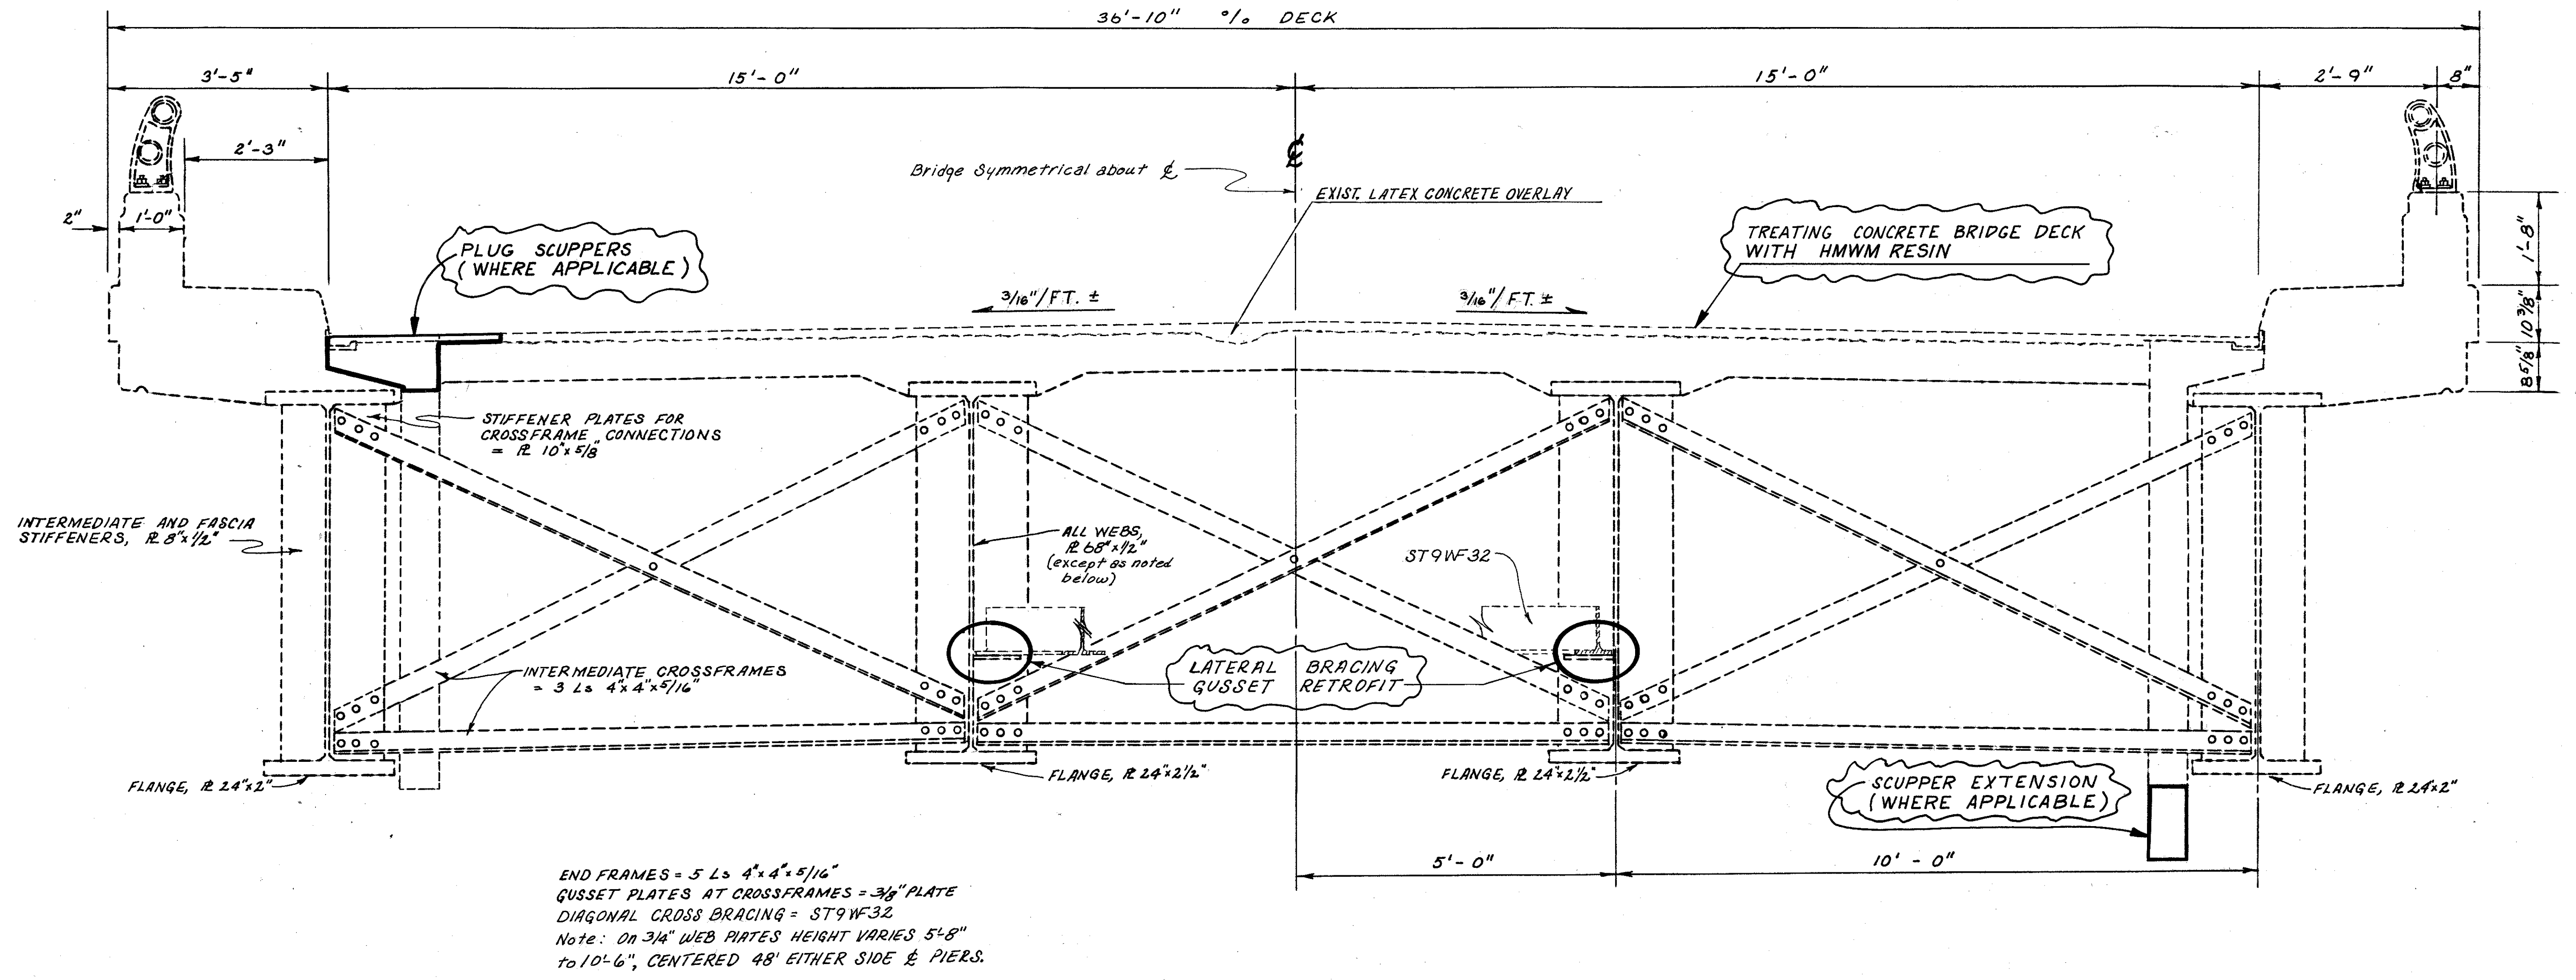 36'-10" o/o DECK
3'-5"
15'-0"
15'-0"
2'-9"
8"
2'-3"
Bridge Symmetrical about ℄
℄
EXIST. LATEX CONCRETE OVERLAY
2"
1'-0"
PLUG SCUPPERS
(WHERE APPLICABLE)
TREATING CONCRETE BRIDGE DECK
WITH HMWM RESIN
1'-8"
10 3/8"
8 5/8"
3/16"/FT. ±
3/16"/FT. ±
STIFFENER PLATES FOR
CROSSFRAME CONNECTIONS
= ℞ 10"x 5/8"
INTERMEDIATE AND FASCIA
STIFFENERS, ℞ 8"x 1/2"
ALL WEBS,
℞ 68"x 1/2"
(except as noted
below)
ST9WF32
INTERMEDIATE CROSSFRAMES
= 3 Ls 4"x 4"x 5/16"
LATERAL BRACING
GUSSET RETROFIT
FLANGE, ℞ 24"x 2"
FLANGE, ℞ 24"x 2 1/2"
FLANGE, ℞ 24"x 2 1/2"
SCUPPER EXTENSION
(WHERE APPLICABLE)
FLANGE, ℞ 24"x 2"
5'-0"
10'-0"
END FRAMES = 5 Ls 4"x 4"x 5/16"
GUSSET PLATES AT CROSSFRAMES = 3/8" PLATE
DIAGONAL CROSS BRACING = ST9WF32
Note: On 3/4" WEB PLATES HEIGHT VARIES 5'-8"
to 10'-6", CENTERED 48' EITHER SIDE ℄ PIERS.